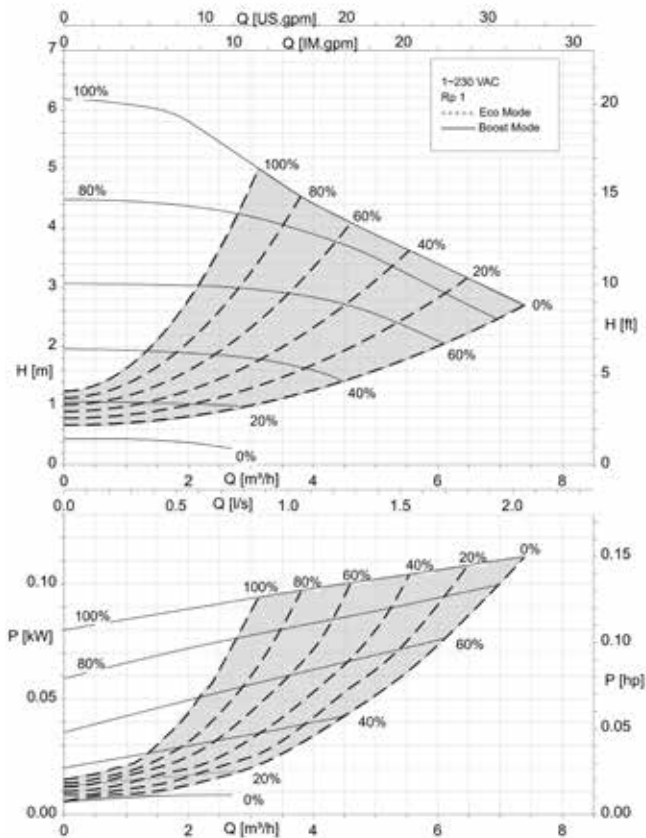 0 10 Q [US.gpm] 20 30
0 10 Q [IM.gpm] 20 30
7
6
5
4
3
2
H [m]
1
0
20
15
10
H [ft]
5
0
1~230 VAC
Rp 1
Eco Mode
Boost Mode
100%
80%
100%
80%
60%
40%
20%
0%
60%
40%
20%
0%
0 2 4 6 8
Q [m³/h]
0.0 0.5 Q [l/s] 1.0 1.5 2.0
0.10
P [kW]
0.05
0.00
0.15
0.10
P [hp]
0.05
0.00
100%
80%
100%
80%
60%
40%
20%
0%
60%
40%
20%
0%
0 2 4 6 8
Q [m³/h]